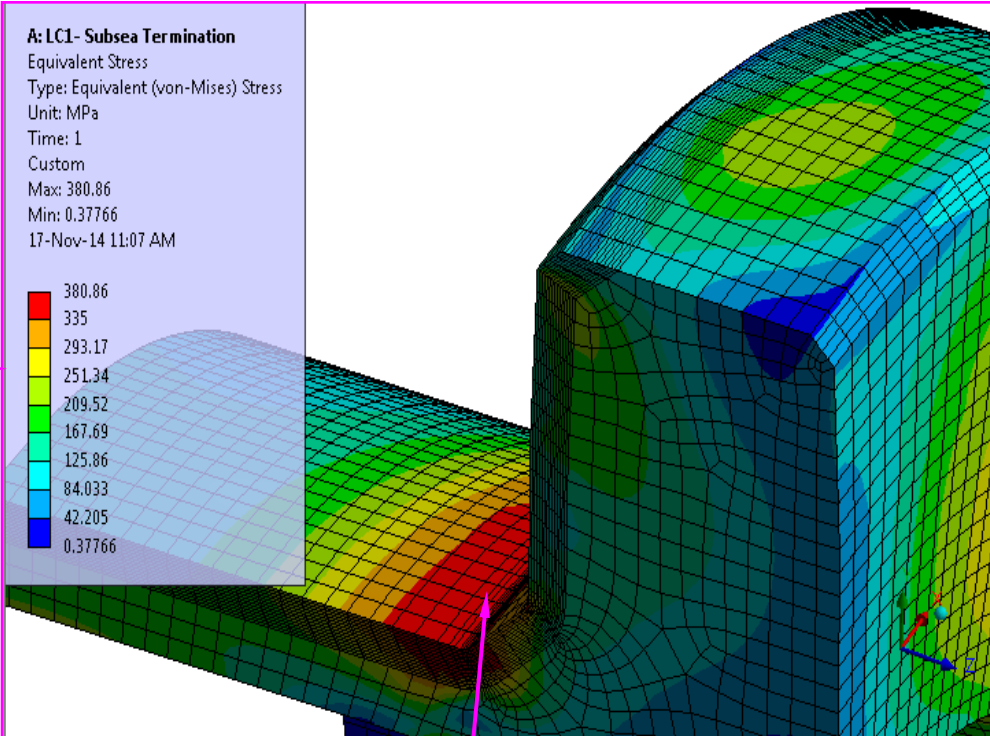 A: LC1- Subsea Termination
Equivalent Stress
Type: Equivalent (von-Mises) Stress
Unit: MPa
Time: 1
Custom
Max: 380.86
Min: 0.37766
17-Nov-14 11:07 AM
380.86
335
293.17
251.34
209.52
167.69
125.86
84.033
42.205
0.37766
Z